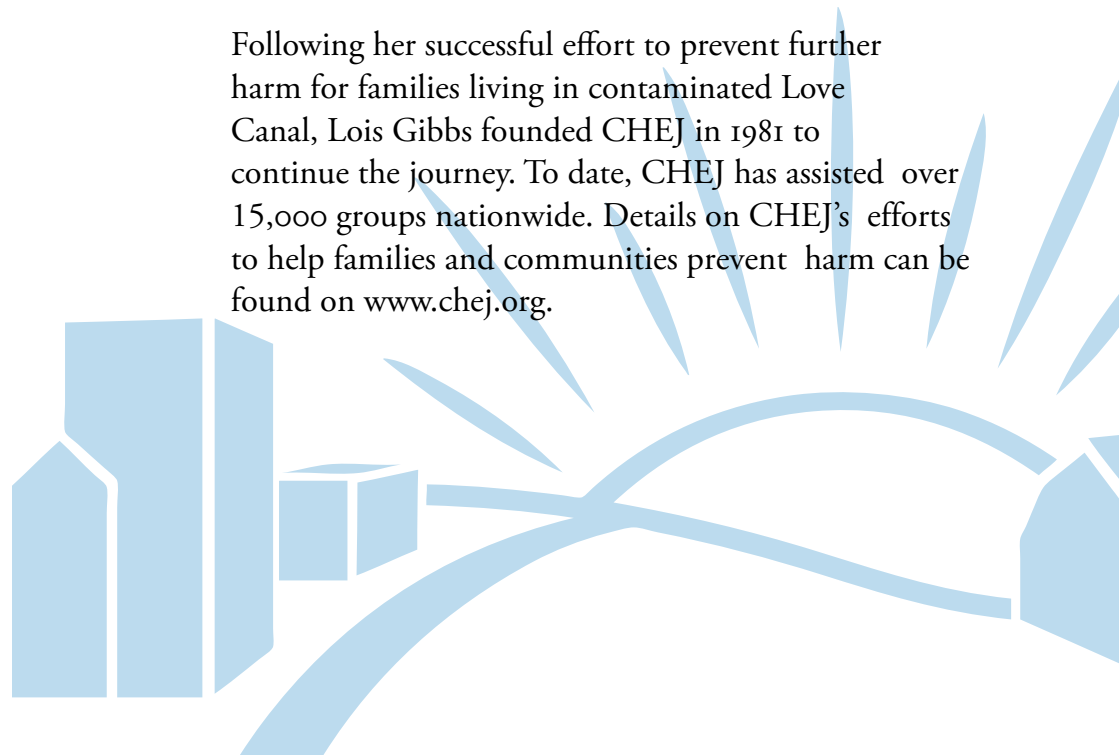 Following her successful effort to prevent further
harm for families living in contaminated Love
Canal, Lois Gibbs founded CHEJ in 1981 to
continue the journey. To date, CHEJ has assisted over
15,000 groups nationwide. Details on CHEJ’s efforts
to help families and communities prevent harm can be
found on www.chej.org.